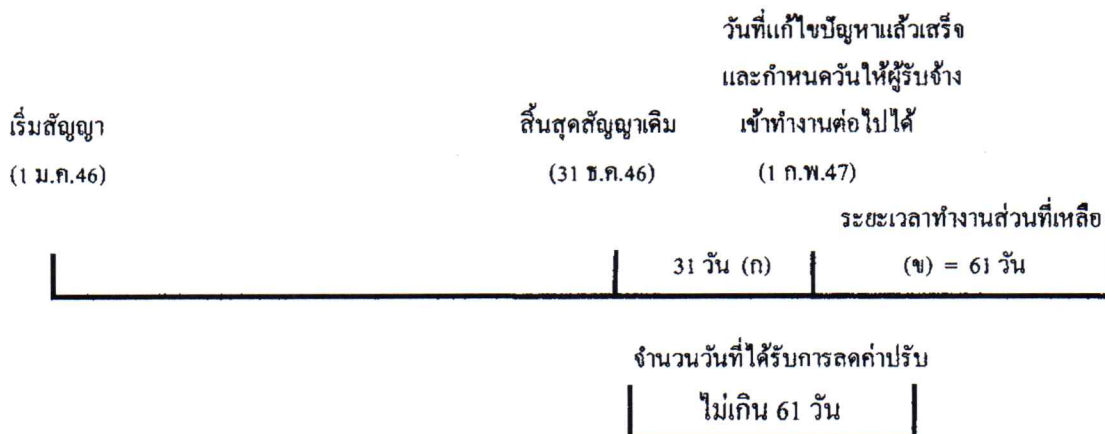 วันที่แก้ไขปัญหาแล้วเสร็จ
และกำหนดวันให้ผู้รับจ้าง
เริ่มสัญญา สิ้นสุดสัญญาเดิม เข้าทำงานต่อไปได้
(1 ม.ค.46) (31 ธ.ค.46) (1 ก.พ.47)
ระยะเวลาทำงานส่วนที่เหลือ
31 วัน (ก) (ข) = 61 วัน
จำนวนวันที่ได้รับการลดค่าปรับ
ไม่เกิน 61 วัน